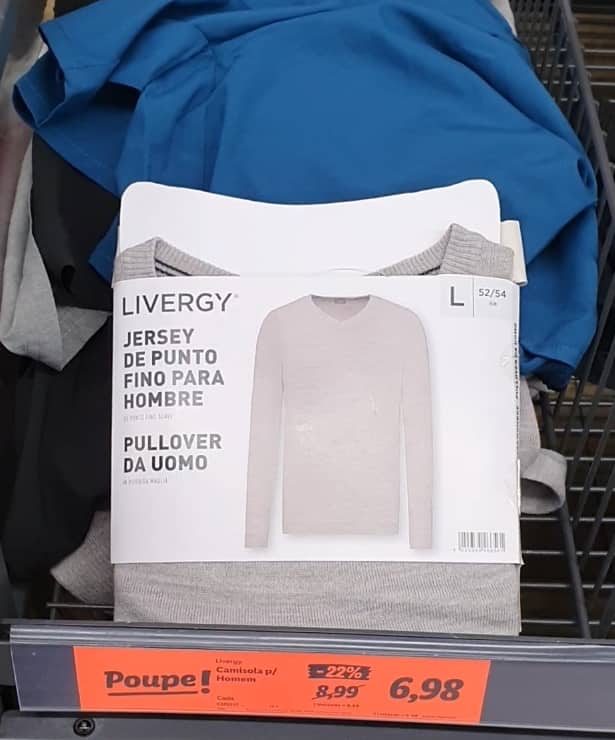 LIVERGY®
L
52/54
JERSEY
DE PUNTO
FINO PARA
HOMBRE
PULLOVER
DA UOMO
Poupe!
Livergy
Camisola p/
Homem
Cada
-22%
8,99
6,98